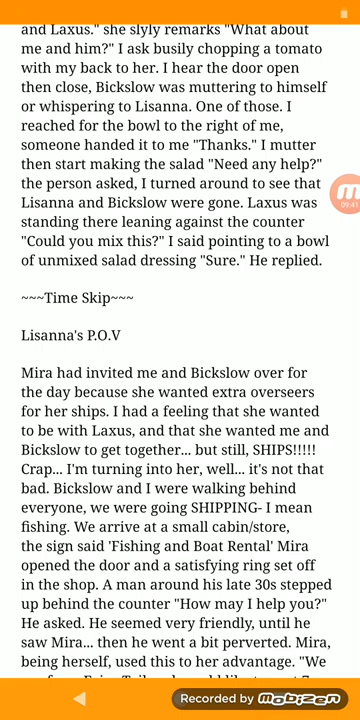 and Laxus." she slyly remarks "What about
me and him?" I ask busily chopping a tomato
with my back to her. I hear the door open
then close, Bickslow was muttering to himself
or whispering to Lisanna. One of those. I
reached for the bowl to the right of me,
someone handed it to me "Thanks." I mutter
then start making the salad "Need any help?"
the person asked, I turned around to see that
Lisanna and Bickslow were gone. Laxus was
standing there leaning against the counter
"Could you mix this?" I said pointing to a bowl
of unmixed salad dressing "Sure." He replied.
~~~Time Skip~~~
Lisanna's P.O.V
Mira had invited me and Bickslow over for
the day because she wanted extra overseers
for her ships. I had a feeling that she wanted
to be with Laxus, and that she wanted me and
Bickslow to get together... but still, SHIPS!!!!!
Crap... I'm turning into her, well... it's not that
bad. Bickslow and I were walking behind
everyone, we were going SHIPPING- I mean
fishing. We arrive at a small cabin/store,
the sign said 'Fishing and Boat Rental' Mira
opened the door and a satisfying ring set off
in the shop. A man around his late 30s stepped
up behind the counter "How may I help you?"
He asked. He seemed very friendly, until he
saw Mira... then he went a bit perverted. Mira,
being herself, used this to her advantage. "We
09:41
Recorded by mobizen